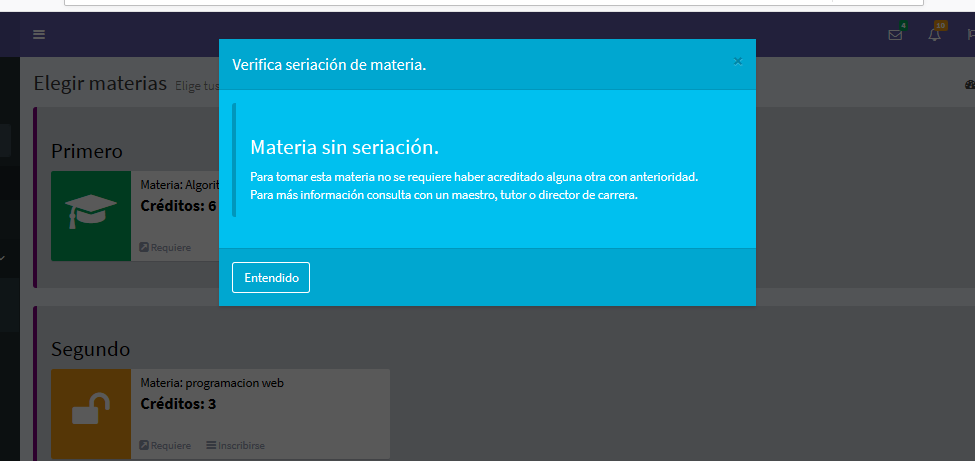 4
10
Verifica seriación de materia.
×
Elegir materias Elige tus
Materia sin seriación.
Para tomar esta materia no se requiere haber acreditado alguna otra con anterioridad.
Para más información consulta con un maestro, tutor o director de carrera.
Entendido
Primero
Materia: Algorit
Créditos: 6
Requiere
Segundo
Materia: programacion web
Créditos: 3
Requiere Inscribirse